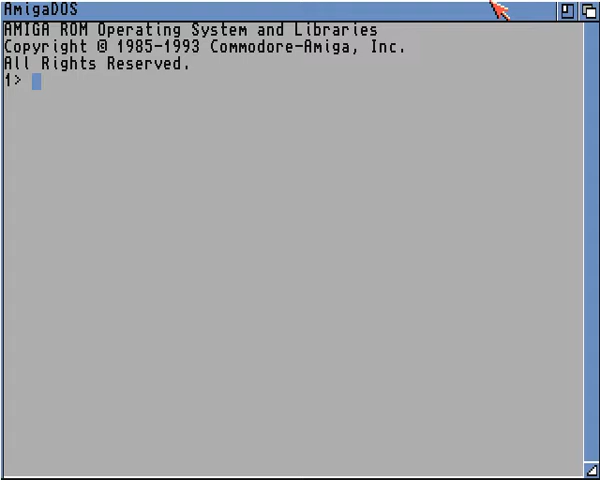 AmigaDOS
AMIGA ROM Operating System and Libraries
Copyright © 1985-1993 Commodore-Amiga, Inc.
All Rights Reserved.
1>